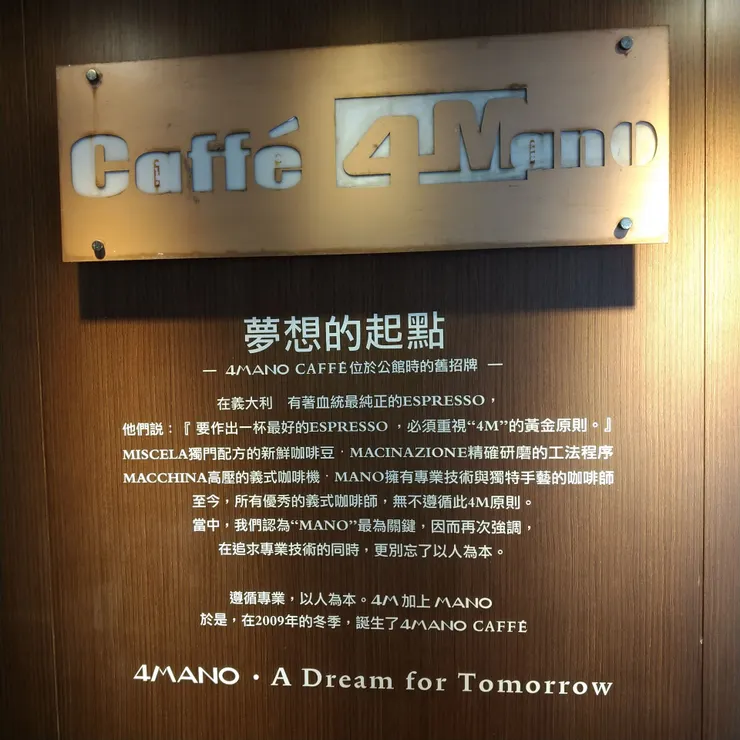 Caffé 4Mano
夢想的起點
— 4MANO CAFFÉ位於公館時的舊招牌 —
在義大利　有著血統最純正的ESPRESSO，
他們說：『要作出一杯最好的ESPRESSO，必須重視“4M”的黃金原則。』
MISCELA獨門配方的新鮮咖啡豆‧MACINAZIONE精確研磨的工法程序
MACCHINA高壓的義式咖啡機‧MANO擁有專業技術與獨特手藝的咖啡師
至今，所有優秀的義式咖啡師，無不遵循此4M原則。
當中，我們認為“MANO”最為關鍵，因而再次強調，
在追求專業技術的同時，更別忘了以人為本。
遵循專業，以人為本。4M加上MANO
於是，在2009年的冬季，誕生了4MANO CAFFÉ
4MANO‧A Dream for Tomorrow